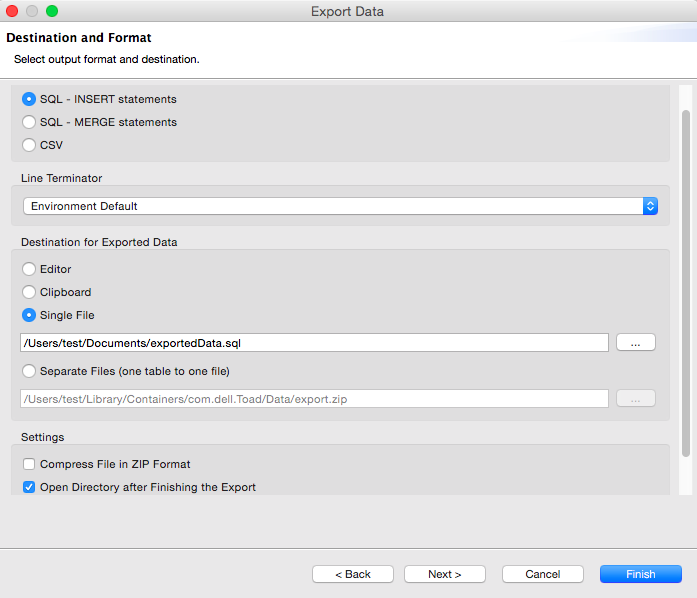 Export Data
Destination and Format
Select output format and destination.
SQL - INSERT statements
SQL - MERGE statements
CSV
Line Terminator
Environment Default
Destination for Exported Data
Editor
Clipboard
Single File
/Users/test/Documents/exportedData.sql
...
Separate Files (one table to one file)
/Users/test/Library/Containers/com.dell.Toad/Data/export.zip
...
Settings
Compress File in ZIP Format
Open Directory after Finishing the Export
< Back
Next >
Cancel
Finish